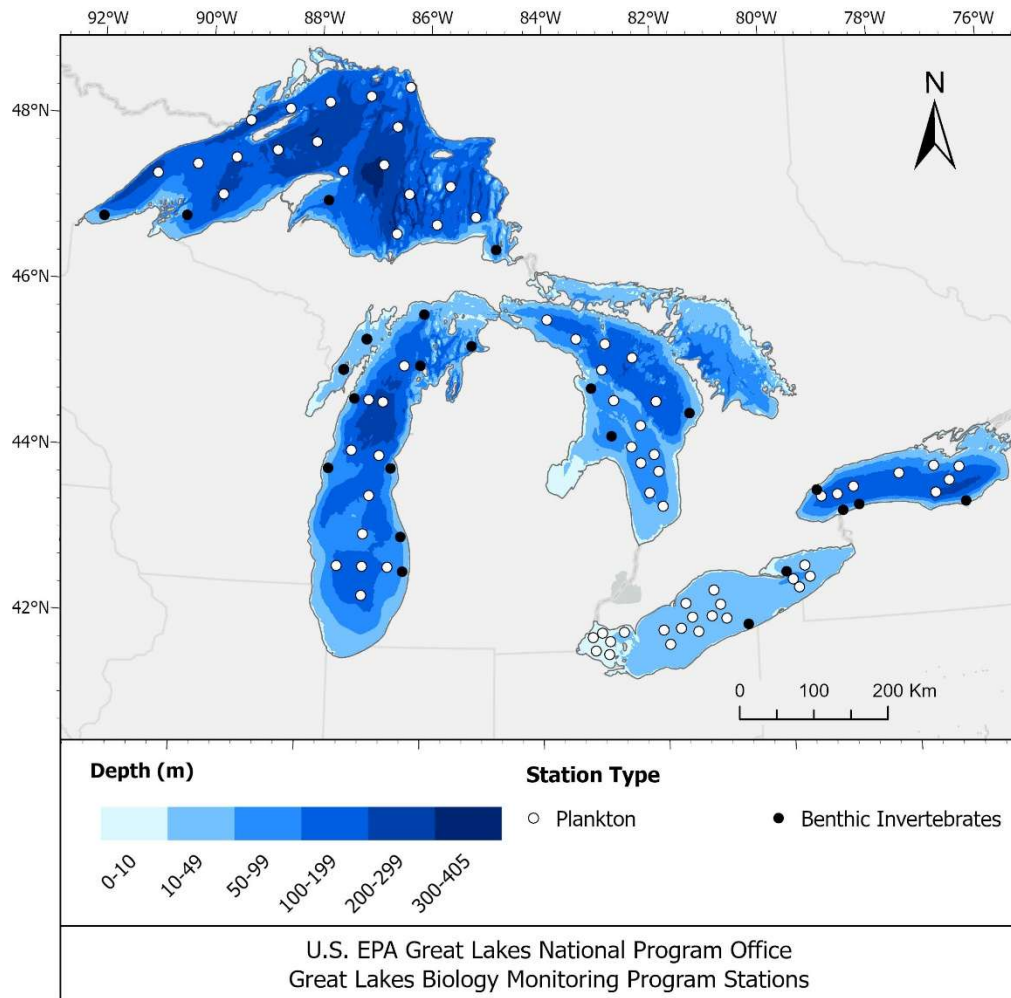 92°W 90°W 88°W 86°W 84°W 82°W 80°W 78°W 76°W
N
48°N
46°N
44°N
42°N
0 100 200 Km
Depth (m)
0-10
10-49
50-99
100-199
200-299
300-405
Station Type
Plankton
Benthic Invertebrates
U.S. EPA Great Lakes National Program Office
Great Lakes Biology Monitoring Program Stations